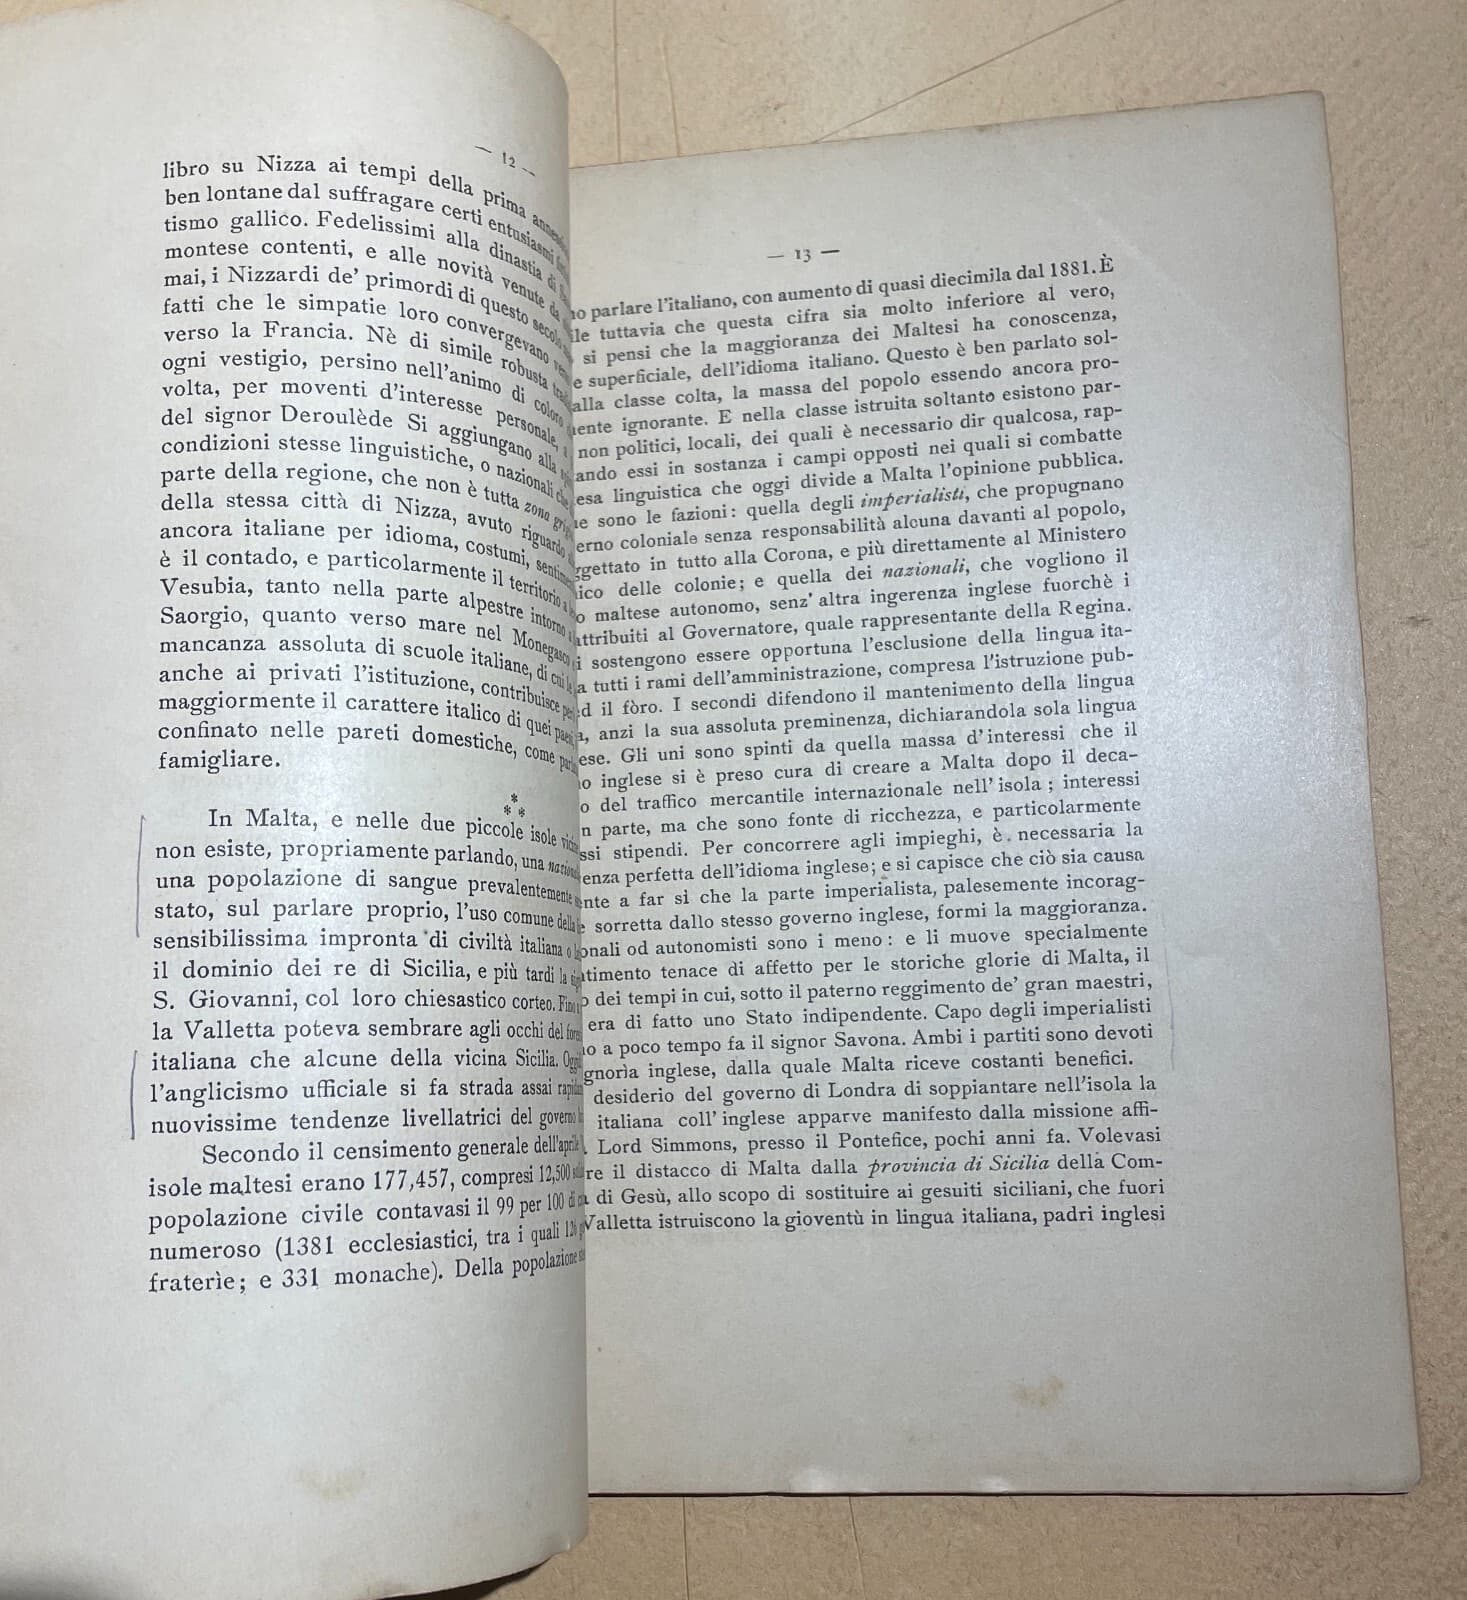 — 12 —
libro su Nizza ai tempi della prima
ben lontane dal suffragare certi entusiasmi
tismo gallico. Fedelissimi alla dinastia di
montese contenti, e alle novità venute da
mai, i Nizzardi de' primordi di questo secolo
fatti che le simpatie loro convergevano
verso la Francia. Nè di simile robusta
ogni vestigio, persino nell'animo di coloro
volta, per moventi d'interesse personale,
del signor Deroulède Si aggiungano alla
condizioni stesse linguistiche, o nazionali che
parte della regione, che non è tutta zona
della stessa città di Nizza, avuto riguardo
ancora italiane per idioma, costumi,
è il contado, e particolarmente il territorio
Vesubia, tanto nella parte alpestre intorno
Saorgio, quanto verso mare nel Monegasco
mancanza assoluta di scuole italiane, di cui
anche ai privati l'istituzione, contribuisce
maggiormente il carattere italico di quei
confinato nelle pareti domestiche, come
famigliare.
*
* *
In Malta, e nelle due piccole isole
non esiste, propriamente parlando, una
una popolazione di sangue prevalentemente
stato, sul parlare proprio, l'uso comune della
sensibilissima impronta di civiltà italiana o
il dominio dei re di Sicilia, e più tardi la
S. Giovanni, col loro chiesastico corteo.
la Valletta poteva sembrare agli occhi del
italiana che alcune della vicina Sicilia.
l'anglicismo ufficiale si fa strada assai
nuovissime tendenze livellatrici del governo
Secondo il censimento generale dell'aprile
isole maltesi erano 177,457, compresi 12,500
popolazione civile contavasi il 99 per 100 di
numeroso (1381 ecclesiastici, tra i quali
fraterìe; e 331 monache). Della popolazione
— 13 —
parlare l'italiano, con aumento di quasi diecimila dal 1881. È
tuttavia che questa cifra sia molto inferiore al vero,
si pensi che la maggioranza dei Maltesi ha conoscenza,
e superficiale, dell'idioma italiano. Questo è ben parlato sol-
alla classe colta, la massa del popolo essendo ancora pro-
ignorante. E nella classe istruita soltanto esistono par-
non politici, locali, dei quali è necessario dir qualcosa, rap-
ando essi in sostanza i campi opposti nei quali si combatte
esa linguistica che oggi divide a Malta l'opinione pubblica.
sono le fazioni: quella degli imperialisti, che propugnano
erno coloniale senza responsabilità alcuna davanti al popolo,
ggettato in tutto alla Corona, e più direttamente al Ministero
ico delle colonie; e quella dei nazionali, che vogliono il
o maltese autonomo, senz' altra ingerenza inglese fuorchè i
attribuiti al Governatore, quale rappresentante della Regina.
i sostengono essere opportuna l'esclusione della lingua ita-
a tutti i rami dell'amministrazione, compresa l'istruzione pub-
ed il fòro. I secondi difendono il mantenimento della lingua
a, anzi la sua assoluta preminenza, dichiarandola sola lingua
ese. Gli uni sono spinti da quella massa d'interessi che il
o inglese si è preso cura di creare a Malta dopo il deca-
o del traffico mercantile internazionale nell'isola; interessi
n parte, ma che sono fonte di ricchezza, e particolarmente
ssi stipendi. Per concorrere agli impieghi, è necessaria la
enza perfetta dell'idioma inglese; e si capisce che ciò sia causa
nte a far sì che la parte imperialista, palesemente incorag-
e sorretta dallo stesso governo inglese, formi la maggioranza.
onali od autonomisti sono i meno: e li muove specialmente
timento tenace di affetto per le storiche glorie di Malta, il
o dei tempi in cui, sotto il paterno reggimento de' gran maestri,
era di fatto uno Stato indipendente. Capo degli imperialisti
o a poco tempo fa il signor Savona. Ambi i partiti sono devoti
gnorìa inglese, dalla quale Malta riceve costanti benefici.
desiderio del governo di Londra di soppiantare nell'isola la
italiana coll'inglese apparve manifesto dalla missione affi-
Lord Simmons, presso il Pontefice, pochi anni fa. Volevasi
re il distacco di Malta dalla provincia di Sicilia della Com-
di Gesù, allo scopo di sostituire ai gesuiti siciliani, che fuori
Valletta istruiscono la gioventù in lingua italiana, padri inglesi